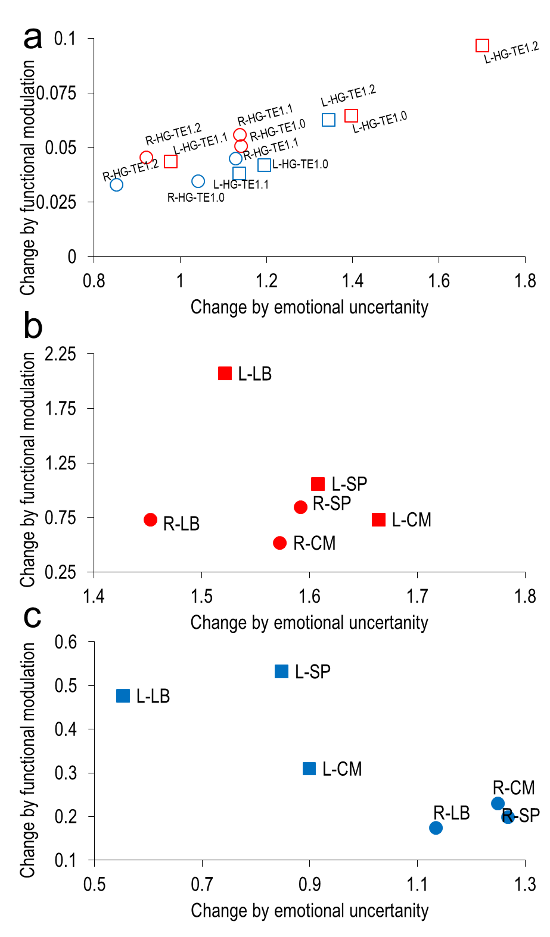 a
Change by functional modulation
0.1
0.075
0.05
0.025
0
L-HG-TE1.2
L-HG-TE1.2
L-HG-TE1.0
R-HG-TE1.1
R-HG-TE1.0
R-HG-TE1.2
L-HG-TE1.1
R-HG-TE1.1
L-HG-TE1.0
R-HG-TE1.2
L-HG-TE1.1
R-HG-TE1.0
0.8 1 1.2 1.4 1.6 1.8
Change by emotional uncertanity
b
Change by functional modulation
2.25
1.75
1.25
0.75
0.25
L-LB
L-SP
R-SP
R-LB
L-CM
R-CM
1.4 1.5 1.6 1.7 1.8
Change by emotional uncertanity
c
Change by functional modulation
0.6
0.5
0.4
0.3
0.2
0.1
L-SP
L-LB
L-CM
R-CM
R-LB
R-SP
0.5 0.7 0.9 1.1 1.3
Change by emotional uncertanity